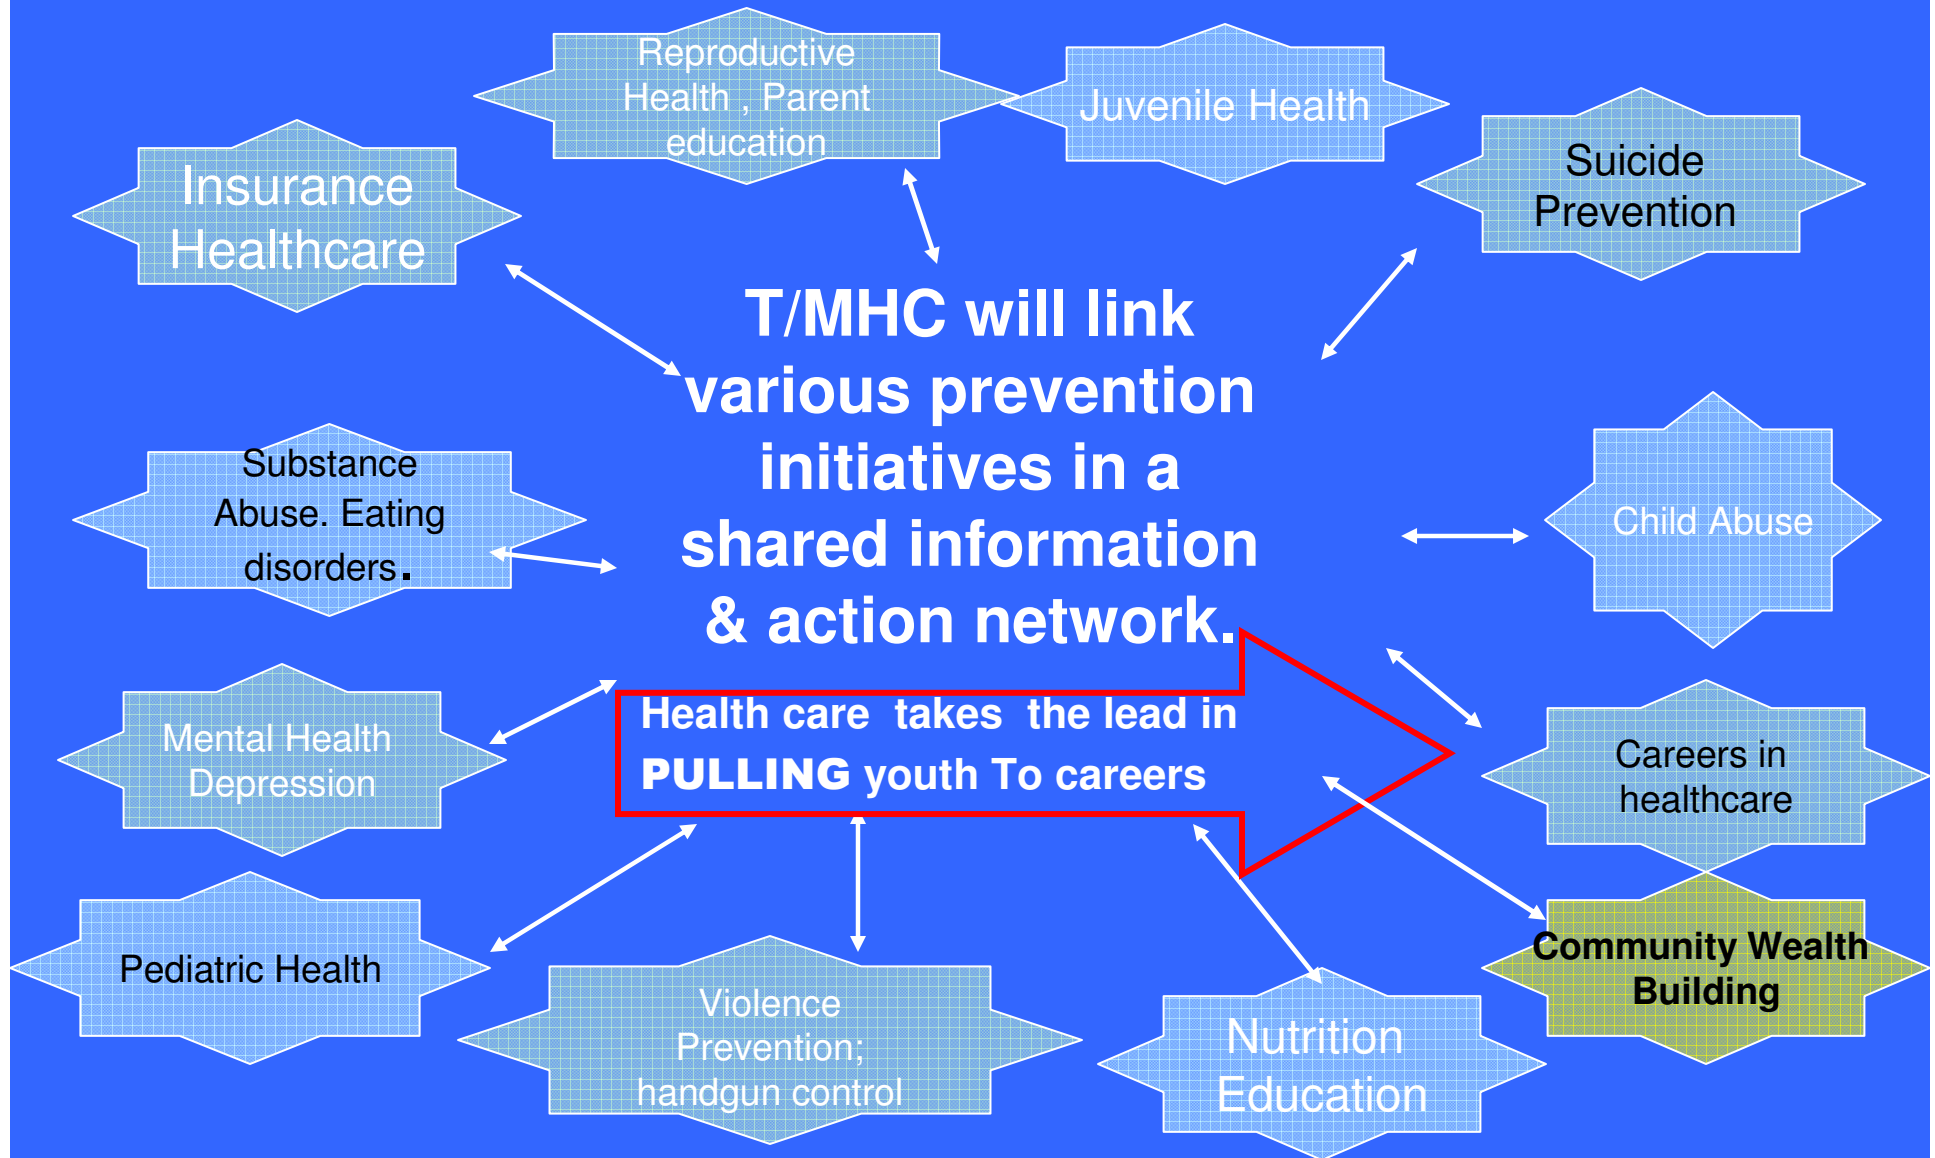 Reproductive
Health , Parent
education
Juvenile Health
Suicide
Prevention
Insurance
Healthcare
T/MHC will link
various prevention
initiatives in a
shared information
& action network.
Substance
Abuse. Eating
disorders.
Child Abuse
Health care takes the lead in
PULLING youth To careers
Mental Health
Depression
Careers in
healthcare
Pediatric Health
Community Wealth
Building
Violence
Prevention;
handgun control
Nutrition
Education